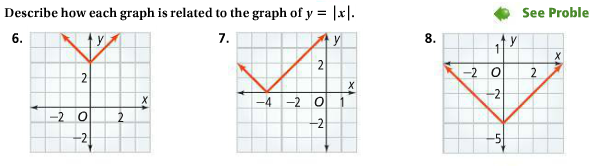 Describe how each graph is related to the graph of y = |x|.
See Proble
6.
y
2
x
−2 O 2
−2
7.
y
2
x
−4 −2 O 1
−2
8.
1 y
x
−2 O 2
−2
−5